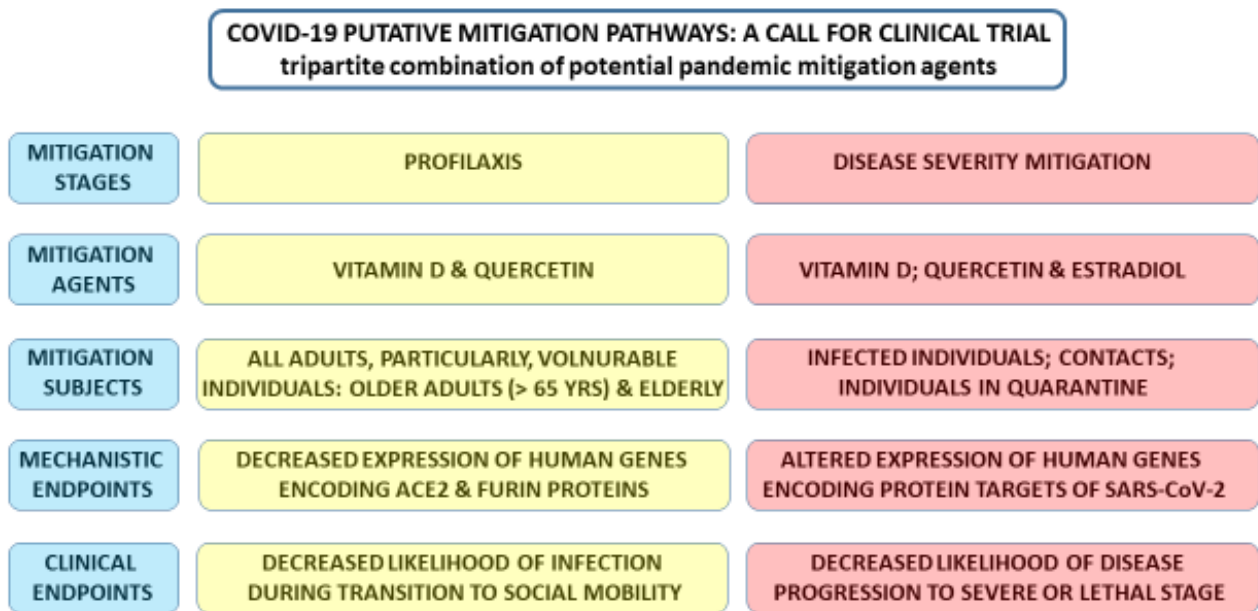 COVID-19 PUTATIVE MITIGATION PATHWAYS: A CALL FOR CLINICAL TRIAL
tripartite combination of potential pandemic mitigation agents
MITIGATION
STAGES
PROFILAXIS
DISEASE SEVERITY MITIGATION
MITIGATION
AGENTS
VITAMIN D & QUERCETIN
VITAMIN D; QUERCETIN & ESTRADIOL
MITIGATION
SUBJECTS
ALL ADULTS, PARTICULARLY, VOLNURABLE
INDIVIDUALS: OLDER ADULTS (> 65 YRS) & ELDERLY
INFECTED INDIVIDUALS; CONTACTS;
INDIVIDUALS IN QUARANTINE
MECHANISTIC
ENDPOINTS
DECREASED EXPRESSION OF HUMAN GENES
ENCODING ACE2 & FURIN PROTEINS
ALTERED EXPRESSION OF HUMAN GENES
ENCODING PROTEIN TARGETS OF SARS-CoV-2
CLINICAL
ENDPOINTS
DECREASED LIKELIHOOD OF INFECTION
DURING TRANSITION TO SOCIAL MOBILITY
DECREASED LIKELIHOOD OF DISEASE
PROGRESSION TO SEVERE OR LETHAL STAGE